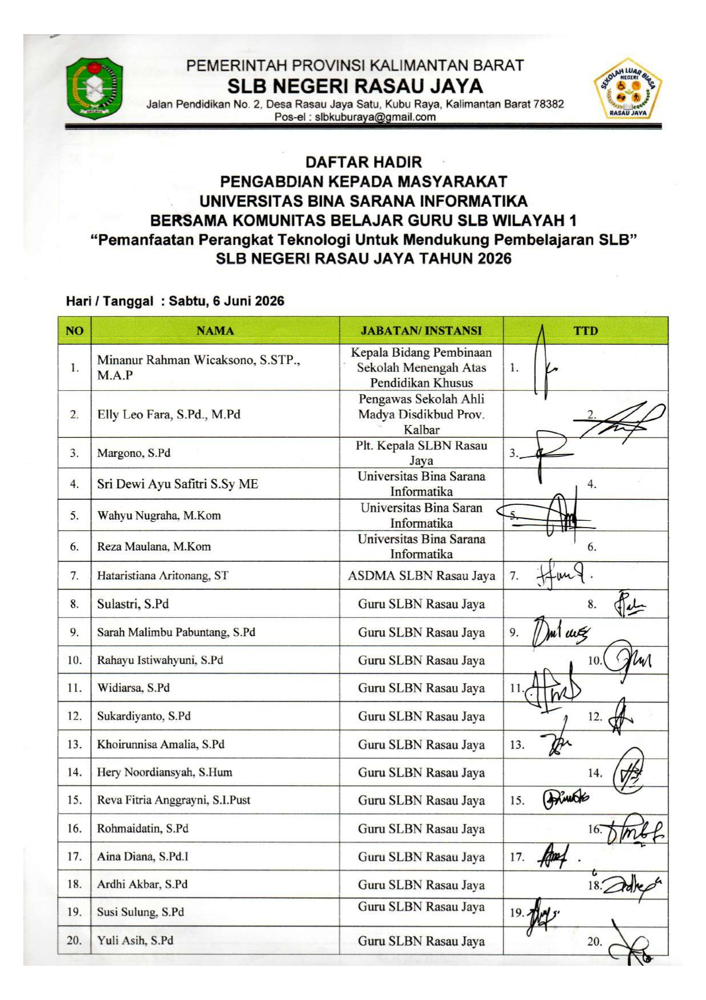 PEMERINTAH PROVINSI KALIMANTAN BARAT
SLB NEGERI RASAU JAYA
Jalan Pendidikan No. 2, Desa Rasau Jaya Satu, Kubu Raya, Kalimantan Barat 78382
Pos-el : slbkuburaya@gmail.com
SEKOLAH LUAR BIASA
NEGERI
RASAU JAYA
DAFTAR HADIR
PENGABDIAN KEPADA MASYARAKAT
UNIVERSITAS BINA SARANA INFORMATIKA
BERSAMA KOMUNITAS BELAJAR GURU SLB WILAYAH 1
“Pemanfaatan Perangkat Teknologi Untuk Mendukung Pembelajaran SLB”
SLB NEGERI RASAU JAYA TAHUN 2026
Hari / Tanggal : Sabtu, 6 Juni 2026
NO NAMA JABATAN/ INSTANSI TTD
1. Minanur Rahman Wicaksono, S.STP., M.A.P Kepala Bidang Pembinaan Sekolah Menengah Atas Pendidikan Khusus 1.
2. Elly Leo Fara, S.Pd., M.Pd Pengawas Sekolah Ahli Madya Disdikbud Prov. Kalbar 2.
3. Margono, S.Pd Plt. Kepala SLBN Rasau Jaya 3.
4. Sri Dewi Ayu Safitri S.Sy ME Universitas Bina Sarana Informatika 4.
5. Wahyu Nugraha, M.Kom Universitas Bina Saran Informatika 5.
6. Reza Maulana, M.Kom Universitas Bina Sarana Informatika 6.
7. Hataristiana Aritonang, ST ASDMA SLBN Rasau Jaya 7.
8. Sulastri, S.Pd Guru SLBN Rasau Jaya 8.
9. Sarah Malimbu Pabuntang, S.Pd Guru SLBN Rasau Jaya 9.
10. Rahayu Istiwahyuni, S.Pd Guru SLBN Rasau Jaya 10.
11. Widiarsa, S.Pd Guru SLBN Rasau Jaya 11.
12. Sukardiyanto, S.Pd Guru SLBN Rasau Jaya 12.
13. Khoirunnisa Amalia, S.Pd Guru SLBN Rasau Jaya 13.
14. Hery Noordiansyah, S.Hum Guru SLBN Rasau Jaya 14.
15. Reva Fitria Anggrayni, S.I.Pust Guru SLBN Rasau Jaya 15.
16. Rohmaidatin, S.Pd Guru SLBN Rasau Jaya 16.
17. Aina Diana, S.Pd.I Guru SLBN Rasau Jaya 17.
18. Ardhi Akbar, S.Pd Guru SLBN Rasau Jaya 18.
19. Susi Sulung, S.Pd Guru SLBN Rasau Jaya 19.
20. Yuli Asih, S.Pd Guru SLBN Rasau Jaya 20.